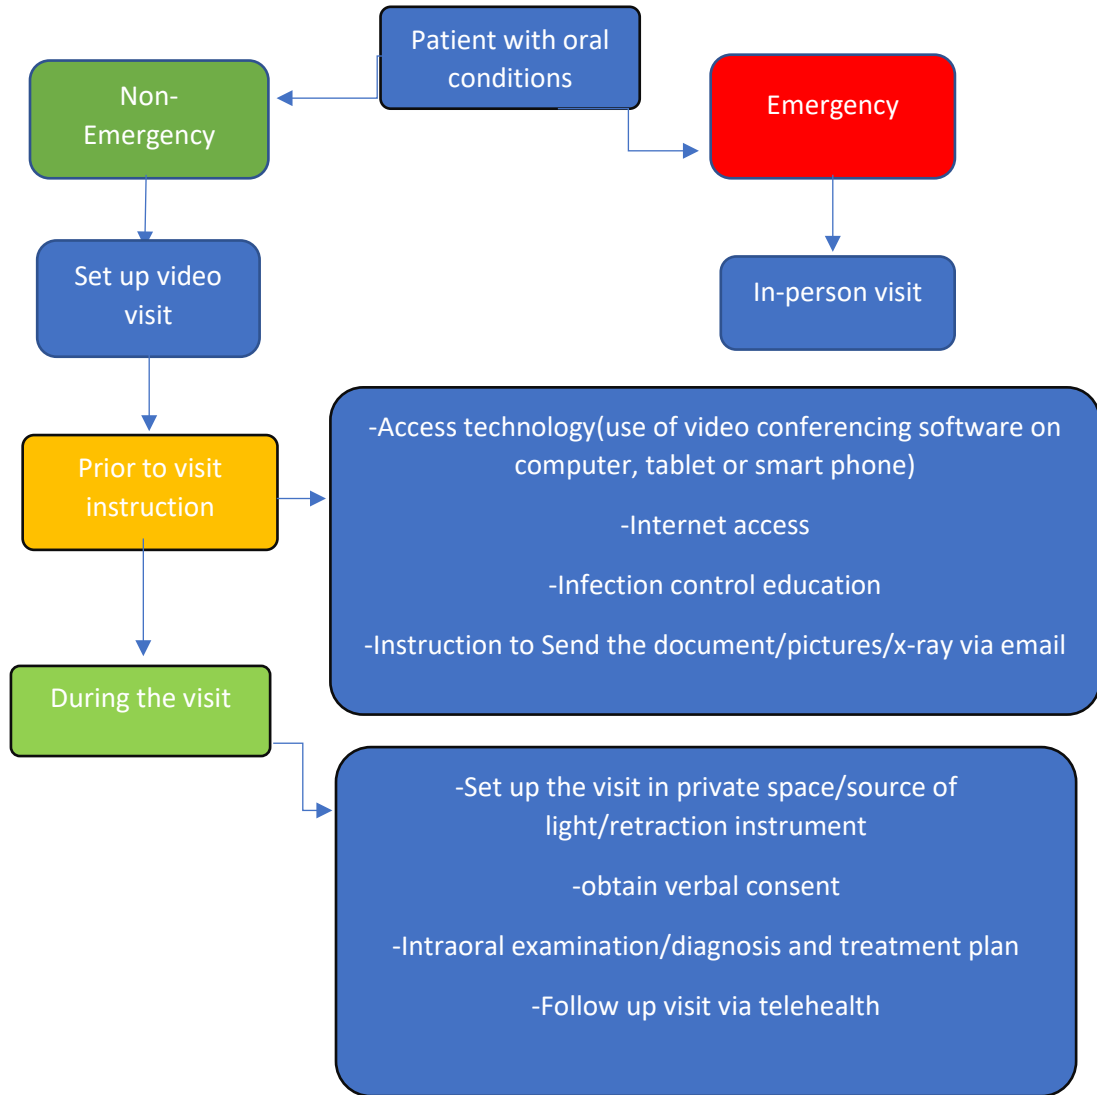 Patient with oral
conditions
Non-
Emergency
Emergency
Set up video
visit
In-person visit
Prior to visit
instruction
-Access technology(use of video conferencing software on
computer, tablet or smart phone)
-Internet access
-Infection control education
-Instruction to Send the document/pictures/x-ray via email
During the visit
-Set up the visit in private space/source of
light/retraction instrument
-obtain verbal consent
-Intraoral examination/diagnosis and treatment plan
-Follow up visit via telehealth